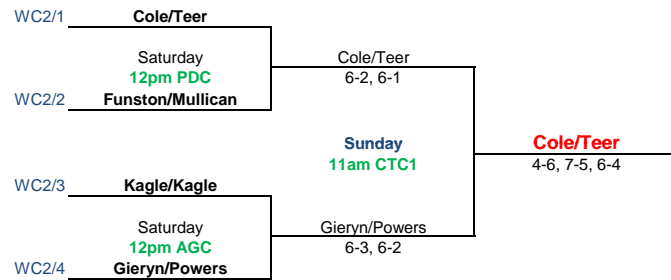 WC2/1
Cole/Teer
Saturday
12pm PDC
Cole/Teer
6-2, 6-1
WC2/2
Funston/Mullican
Sunday
11am CTC1
Cole/Teer
4-6, 7-5, 6-4
WC2/3
Kagle/Kagle
Saturday
12pm AGC
Gieryn/Powers
6-3, 6-2
WC2/4
Gieryn/Powers